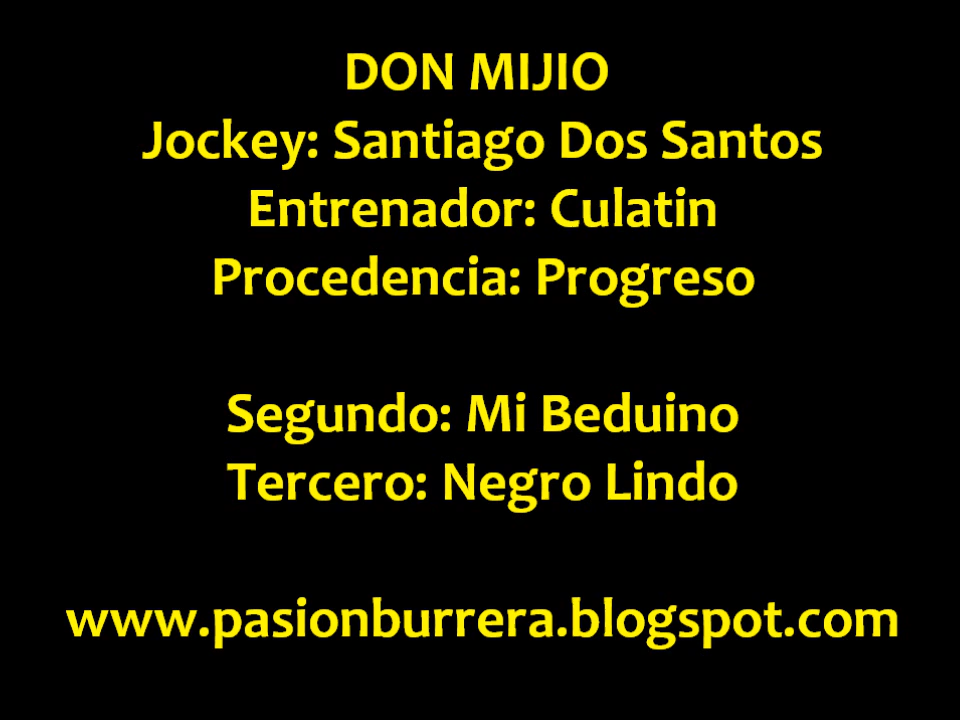 DON MIJIO
Jockey: Santiago Dos Santos
Entrenador: Culatin
Procedencia: Progreso
Segundo: Mi Beduino
Tercero: Negro Lindo
www.pasionburrera.blogspot.com